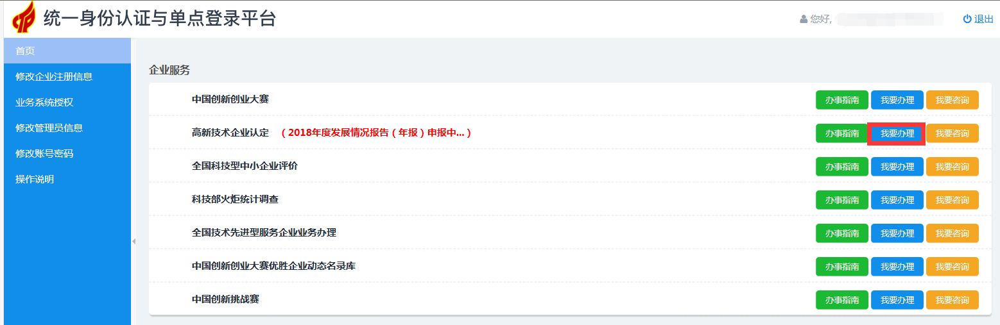 统一身份认证与单点登录平台
您好,
退出
首页
修改企业注册信息
业务系统授权
修改管理员信息
修改账号密码
操作说明
企业服务
中国创新创业大赛 办事指南 我要办理 我要咨询
高新技术企业认定 （2018年度发展情况报告（年报）申报中...） 办事指南 我要办理 我要咨询
全国科技型中小企业评价 办事指南 我要办理 我要咨询
科技部火炬统计调查 办事指南 我要办理 我要咨询
全国技术先进型服务企业业务办理 办事指南 我要办理 我要咨询
中国创新创业大赛优胜企业动态名录库 办事指南 我要办理 我要咨询
中国创新挑战赛 办事指南 我要办理 我要咨询